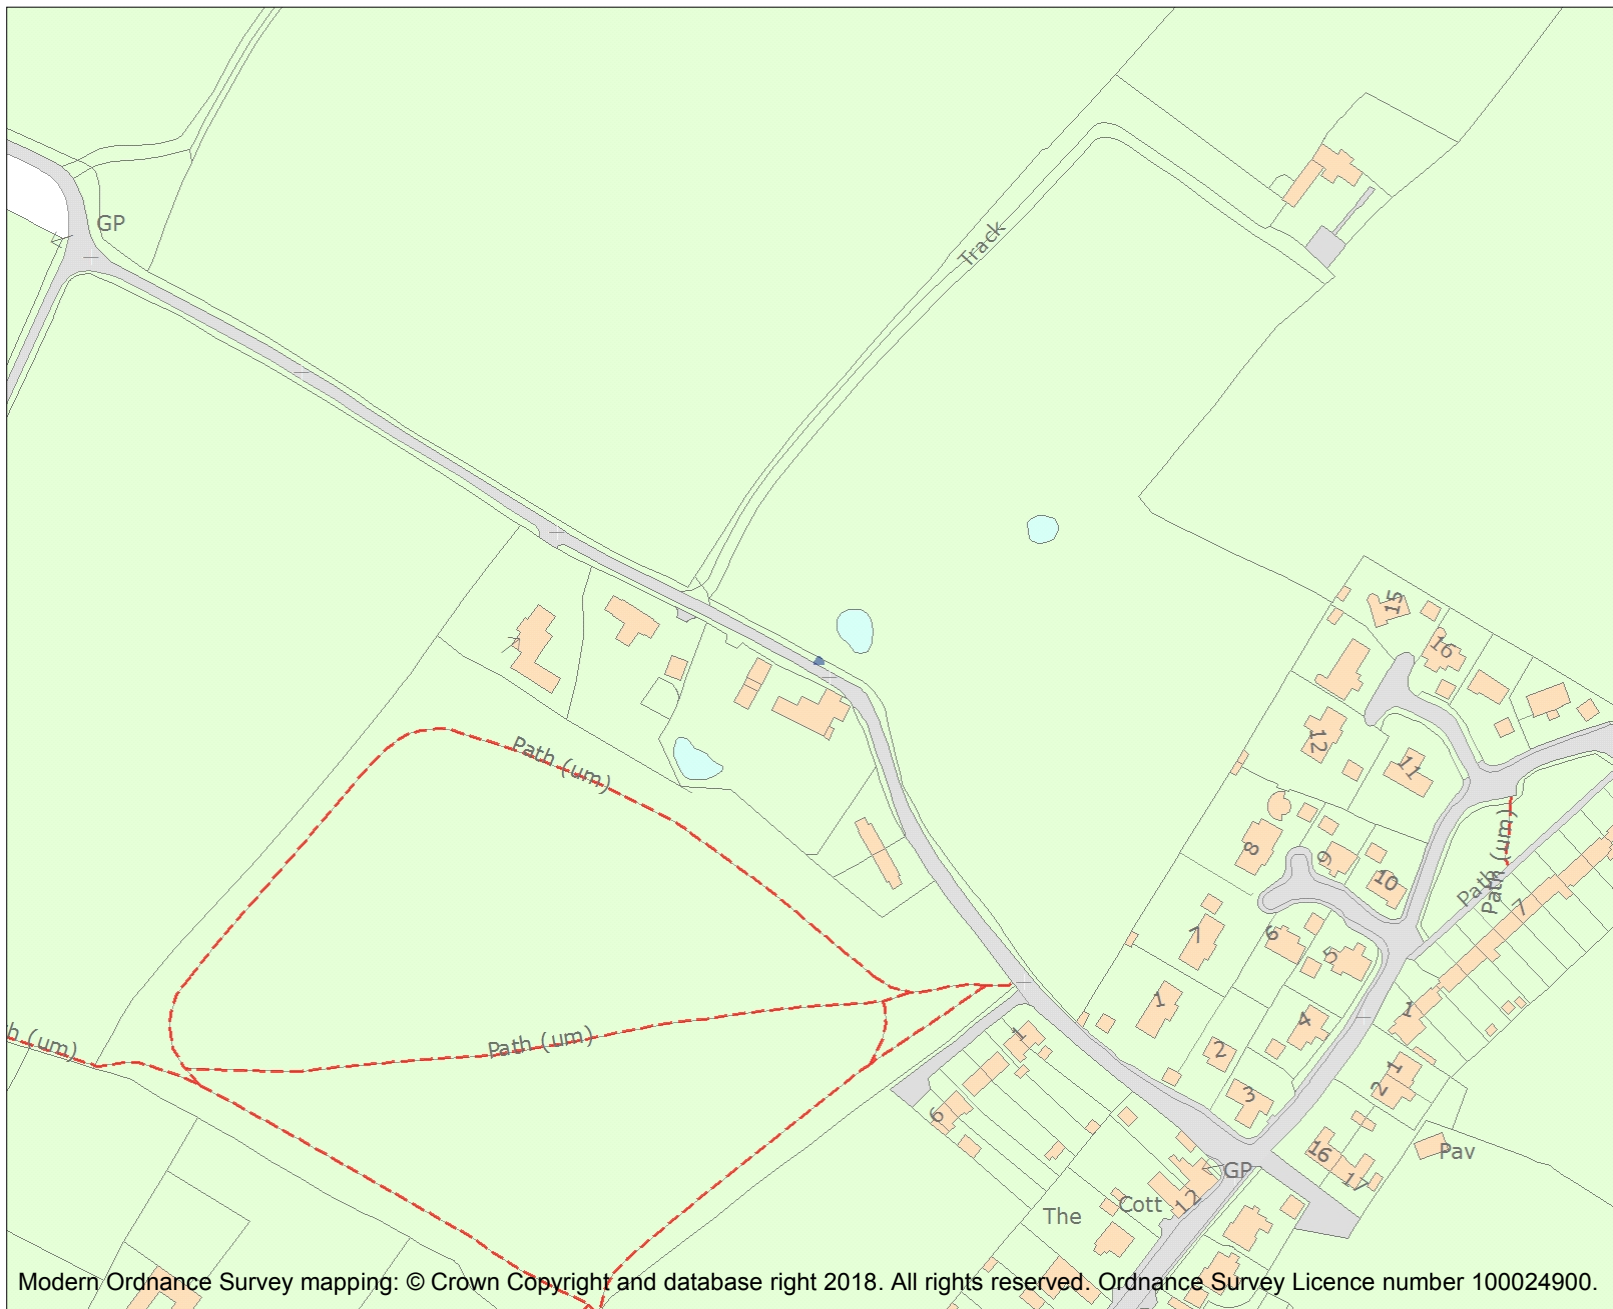 GP
Track
15
16
12
11
Path (um)
8
9
10
Path (um)
Path
7
7
6
5
1
1
4
h (um)
Path (um)
1
2
1
2
3
6
16
Pav
GP
17
12
The Cott
Modern Ordnance Survey mapping: © Crown Copyright and database right 2018. All rights reserved. Ordnance Survey Licence number 100024900.